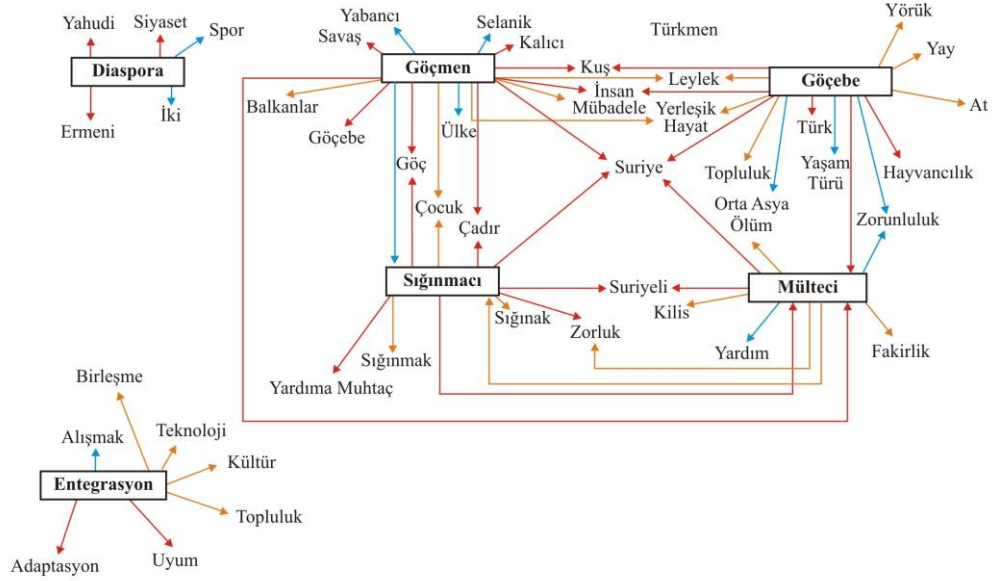 Yahudi
Siyaset
Spor
Diaspora
Ermeni
İki
Yabancı
Selanik
Savaş
Kalıcı
Göçmen
Türkmen
Yörük
Yay
Kuş
Leylek
Göçebe
Balkanlar
İnsan
Mübadele
At
Göçebe
Ülke
Yerleşik
Hayat
Türk
Göç
Suriye
Topluluk
Yaşam
Türü
Hayvancılık
Çocuk
Çadır
Orta Asya
Ölüm
Zorunluluk
Sığınmacı
Suriyeli
Mülteci
Kilis
Sığınak
Zorluk
Yardım
Fakirlik
Sığınmak
Yardıma Muhtaç
Birleşme
Alışmak
Teknoloji
Kültür
Entegrasyon
Topluluk
Adaptasyon
Uyum